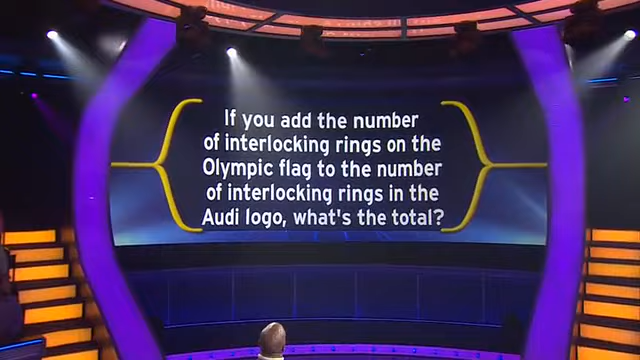 If you add the number
of interlocking rings on the
Olympic flag to the number
of interlocking rings in the
Audi logo, what's the total?